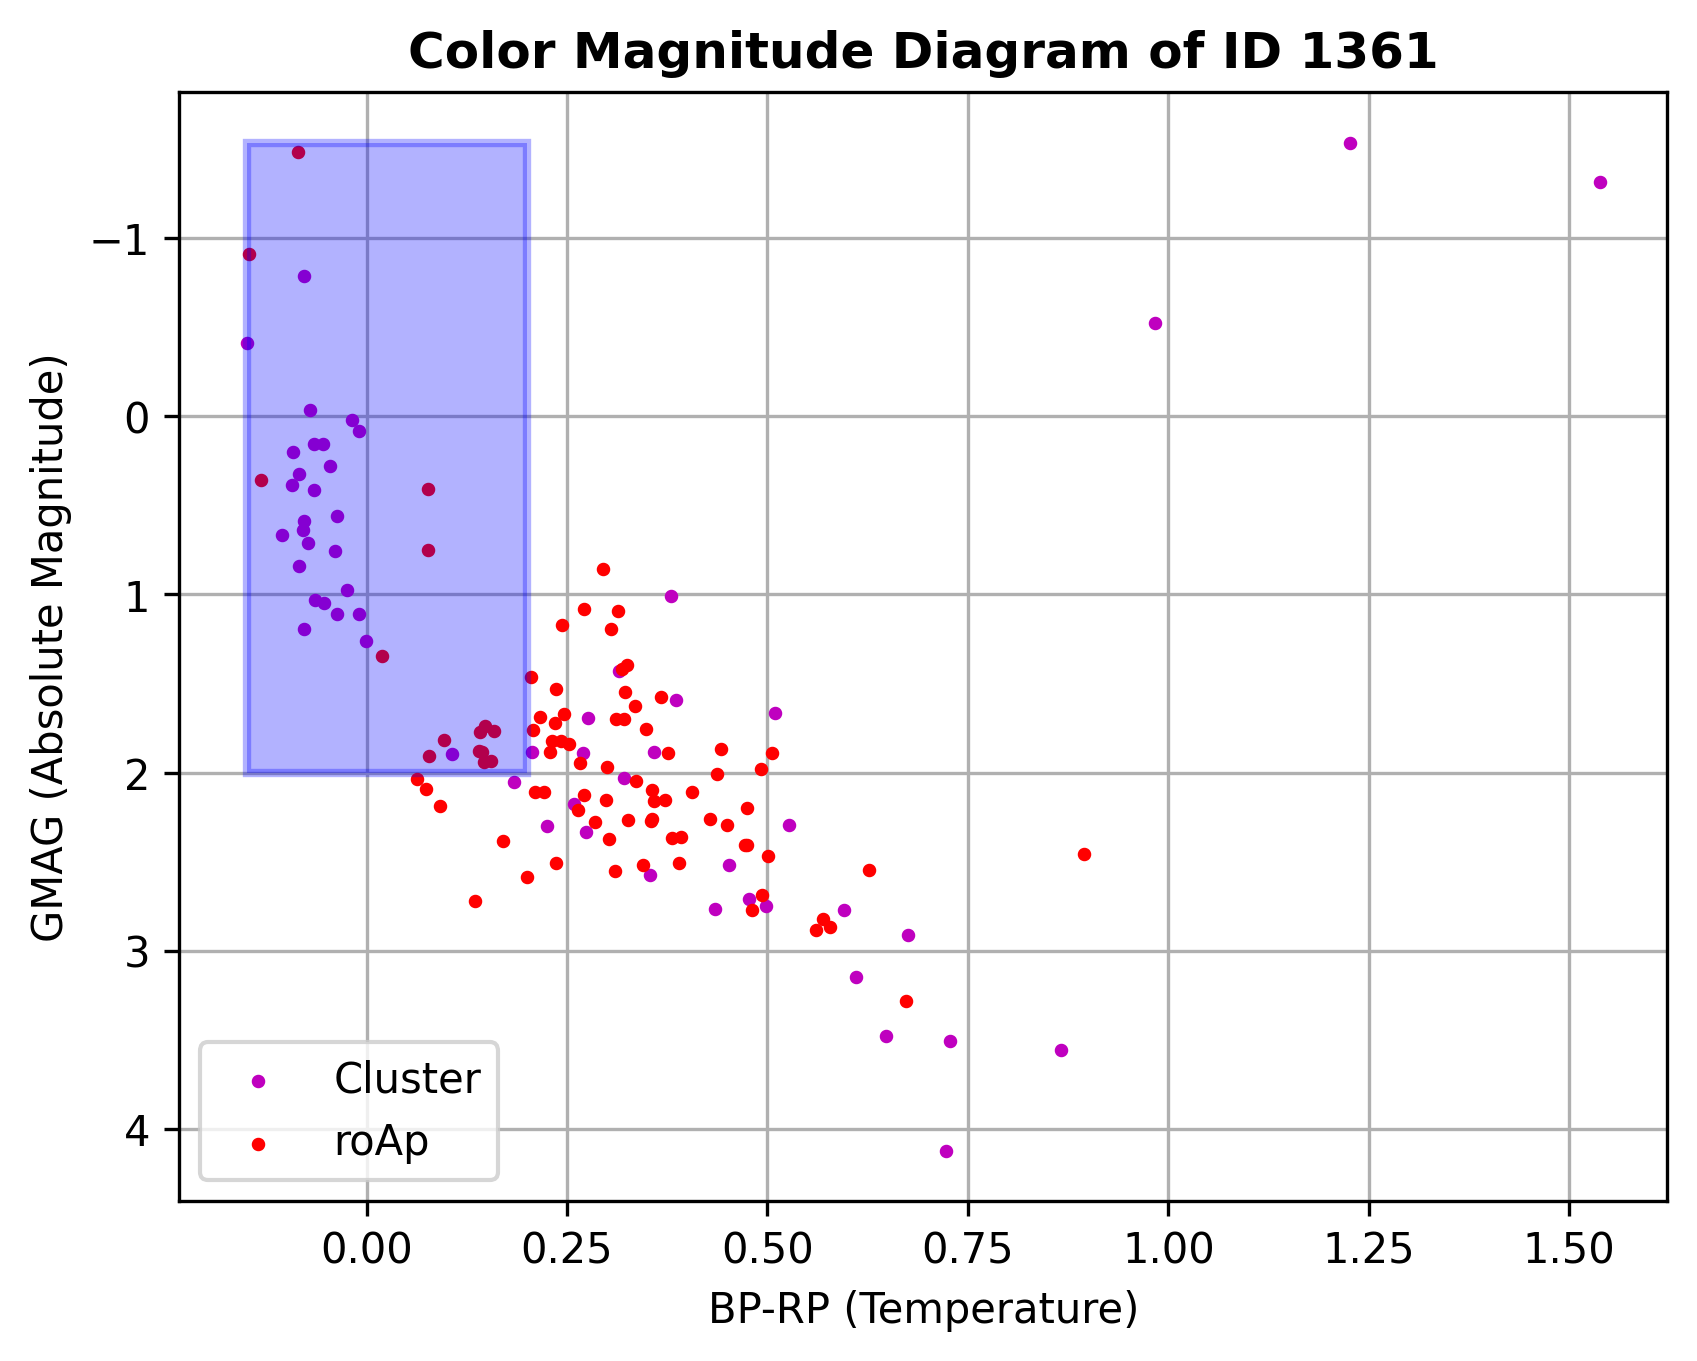 Color Magnitude Diagram of ID 1361
GMAG (Absolute Magnitude)
−1
0
1
2
3
4
Cluster
roAp
0.00 0.25 0.50 0.75 1.00 1.25 1.50
BP-RP (Temperature)